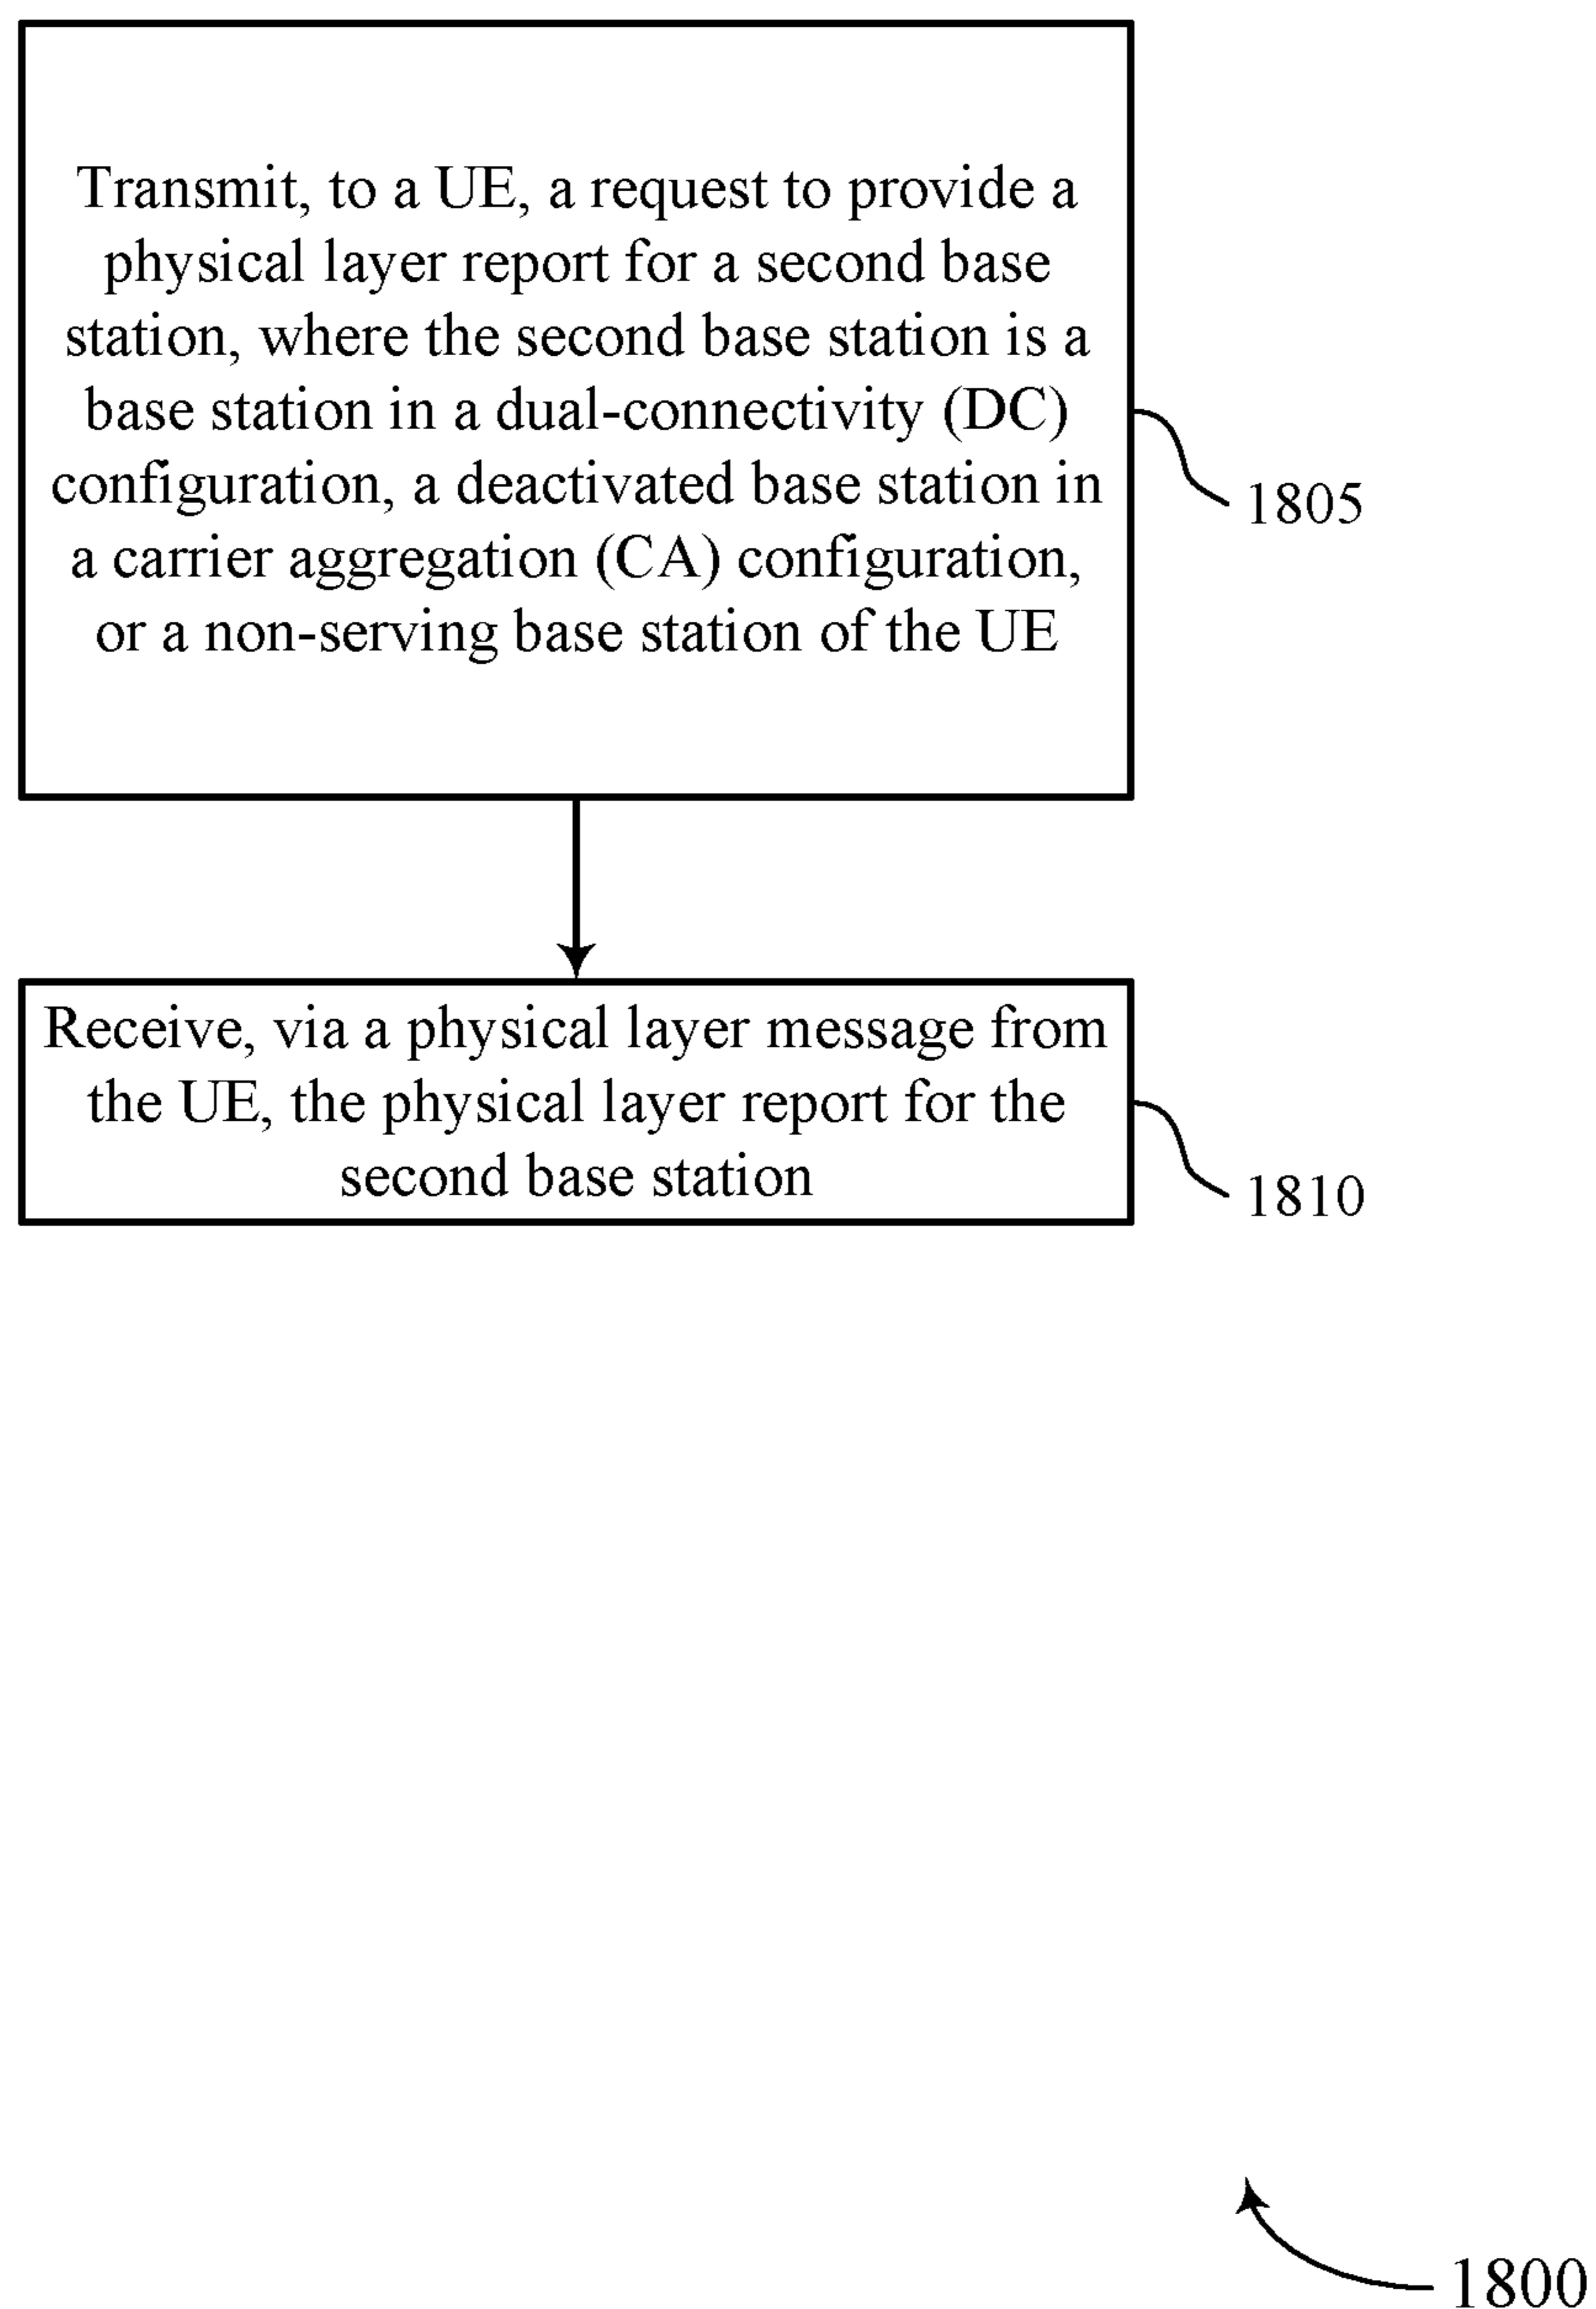 Transmit, to a UE, a request to provide a
physical layer report for a second base
station, where the second base station is a
base station in a dual-connectivity (DC)
configuration, a deactivated base station in
a carrier aggregation (CA) configuration,
or a non-serving base station of the UE
1805
Receive, via a physical layer message from
the UE, the physical layer report for the
second base station
1810
1800